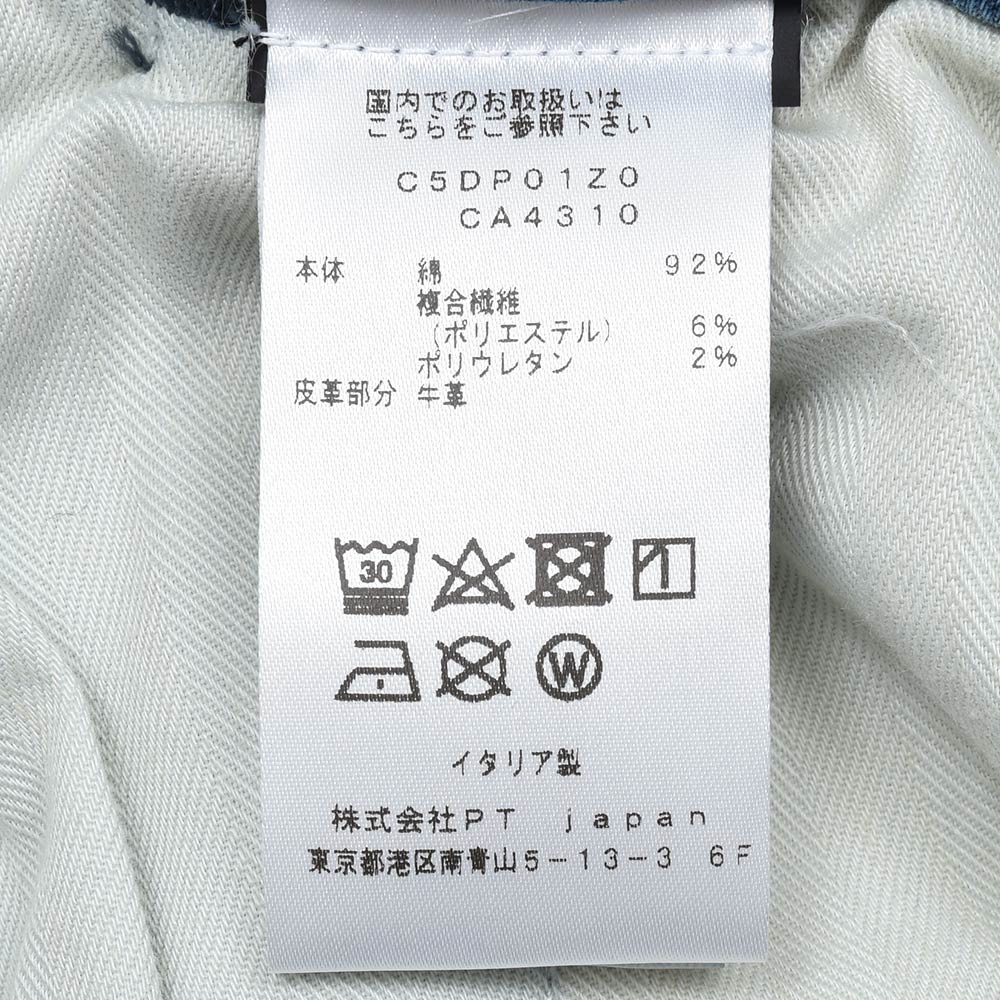 国内でのお取扱いは
こちらをご参照下さい
C5DP01Z0
CA4310
本体 綿 92%
複合繊維
(ポリエステル) 6%
ポリウレタン 2%
皮革部分 牛革
30
W
イタリア製
株式会社PT japan
東京都港区南青山5-13-3 6F